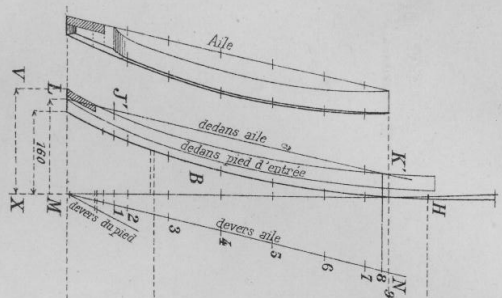 Aile
V
L
J'
dedans aile
dedans pied d'entrée
K'
160
B
X
M
H
devers du pied
1
2
3
4
5
6
7
8
9
devers aile
N